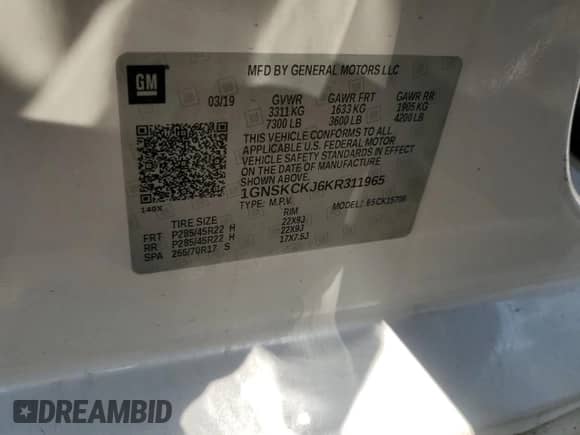 GM
MFD BY GENERAL MOTORS LLC
03/19 GVWR GAWR FRT GAWR RR
3311 KG 1633 KG 1905 KG
7300 LB 3600 LB 4200 LB
THIS VEHICLE CONFORMS TO ALL
APPLICABLE U.S. FEDERAL MOTOR
VEHICLE SAFETY STANDARDS IN EFFECT
ON THE DATE OF MANUFACTURE
1GNSKCKJ6KR311965
140X
TYPE: M.P.V. MODEL:
TIRE SIZE RIM
FRT P285/45R22 H 22X9J
RR P285/45R22 H 22X9J
SPA 265/70R17 S 17X7.5J
DREAMBID